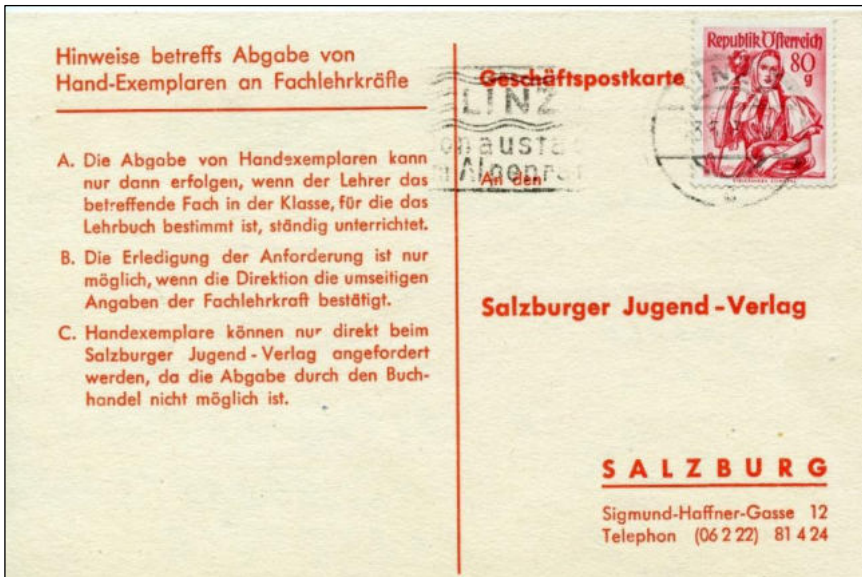 Hinweise betreffs Abgabe von
Hand-Exemplaren an Fachlehrkräfte
A. Die Abgabe von Handexemplaren kann
nur dann erfolgen, wenn der Lehrer das
betreffende Fach in der Klasse, für die das
Lehrbuch bestimmt ist, ständig unterrichtet.
B. Die Erledigung der Anforderung ist nur
möglich, wenn die Direktion die umseitigen
Angaben der Fachlehrkraft bestätigt.
C. Handexemplare können nur direkt beim
Salzburger Jugend-Verlag angefordert
werden, da die Abgabe durch den Buch-
handel nicht möglich ist.
Geschäftspostkarte
LINZ
An den
Republik Österreich
80
g
Salzburger Jugend-Verlag
SALZBURG
Sigmund-Haffner-Gasse 12
Telephon (06 2 22) 81 4 24